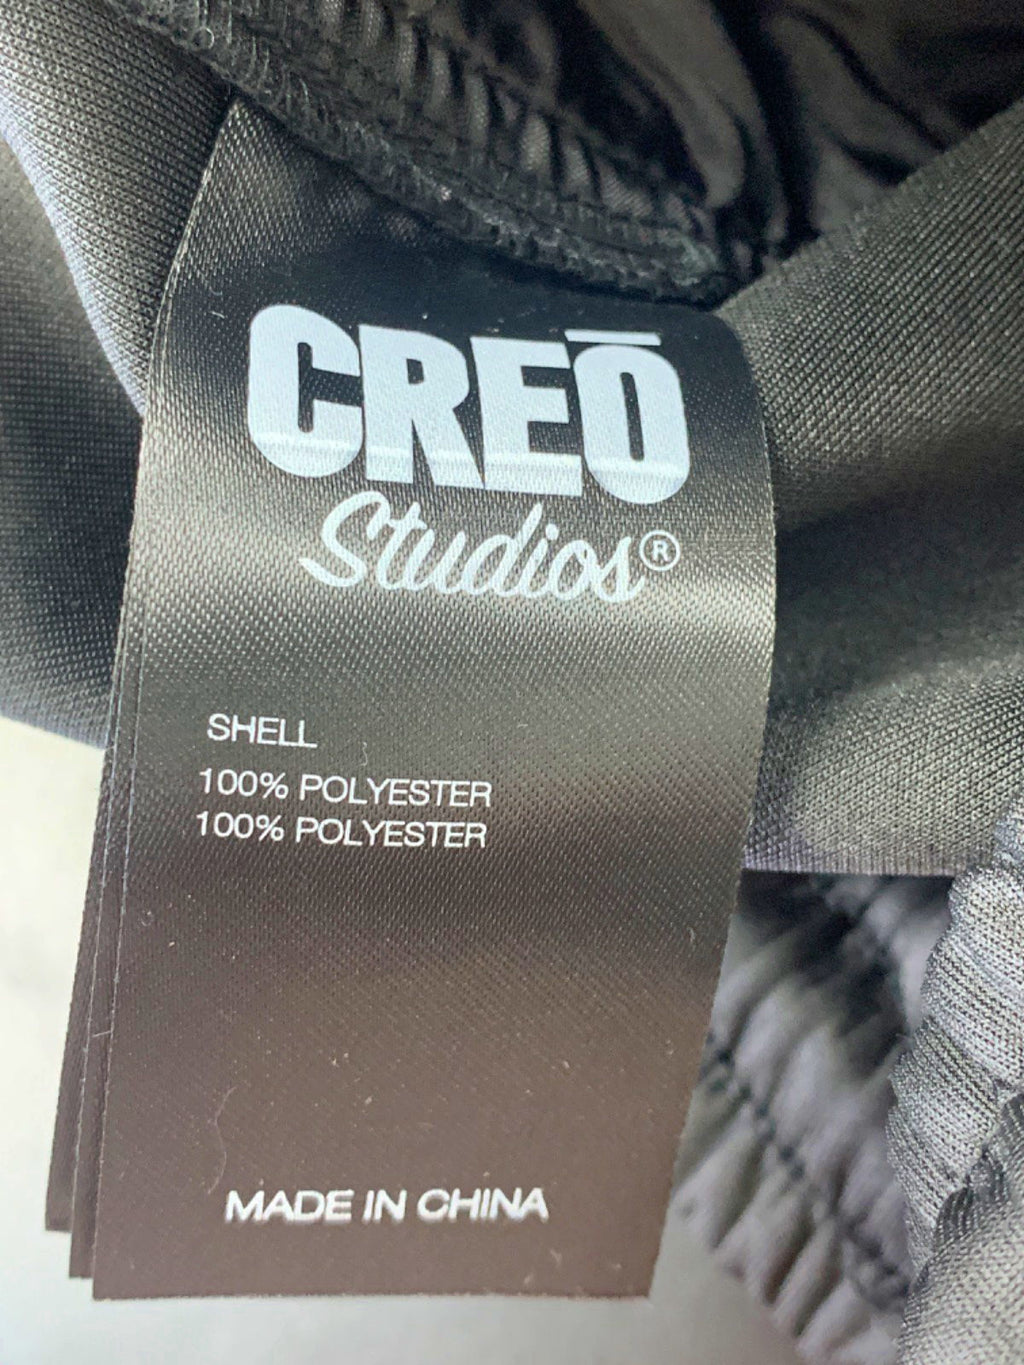 CREŌ
Studios®
SHELL
100% POLYESTER
100% POLYESTER
MADE IN CHINA